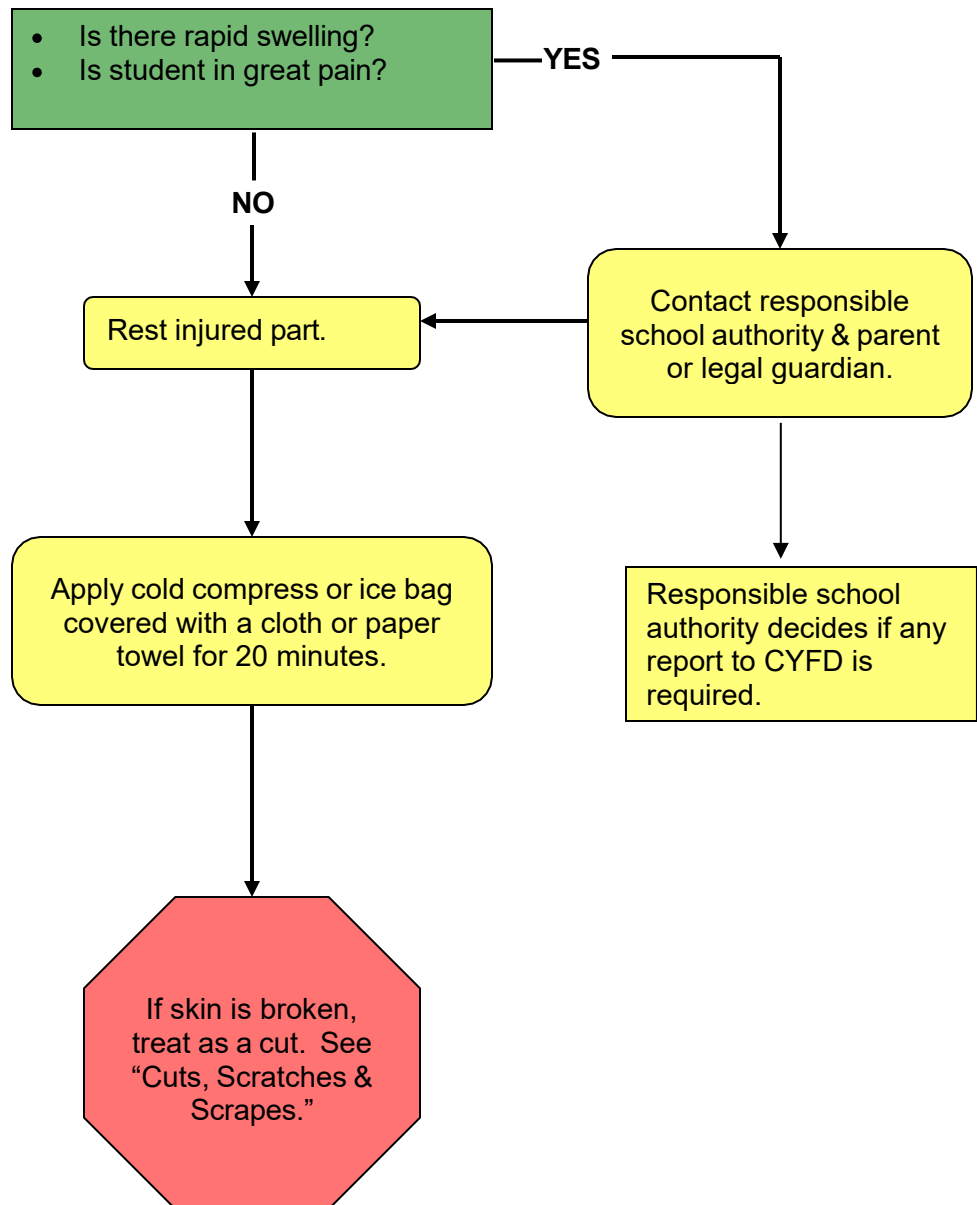 • Is there rapid swelling?
• Is student in great pain?
YES
NO
Contact responsible
school authority & parent
or legal guardian.
Rest injured part.
Apply cold compress or ice bag
covered with a cloth or paper
towel for 20 minutes.
Responsible school
authority decides if any
report to CYFD is
required.
If skin is broken,
treat as a cut.  See
“Cuts, Scratches &
Scrapes.”